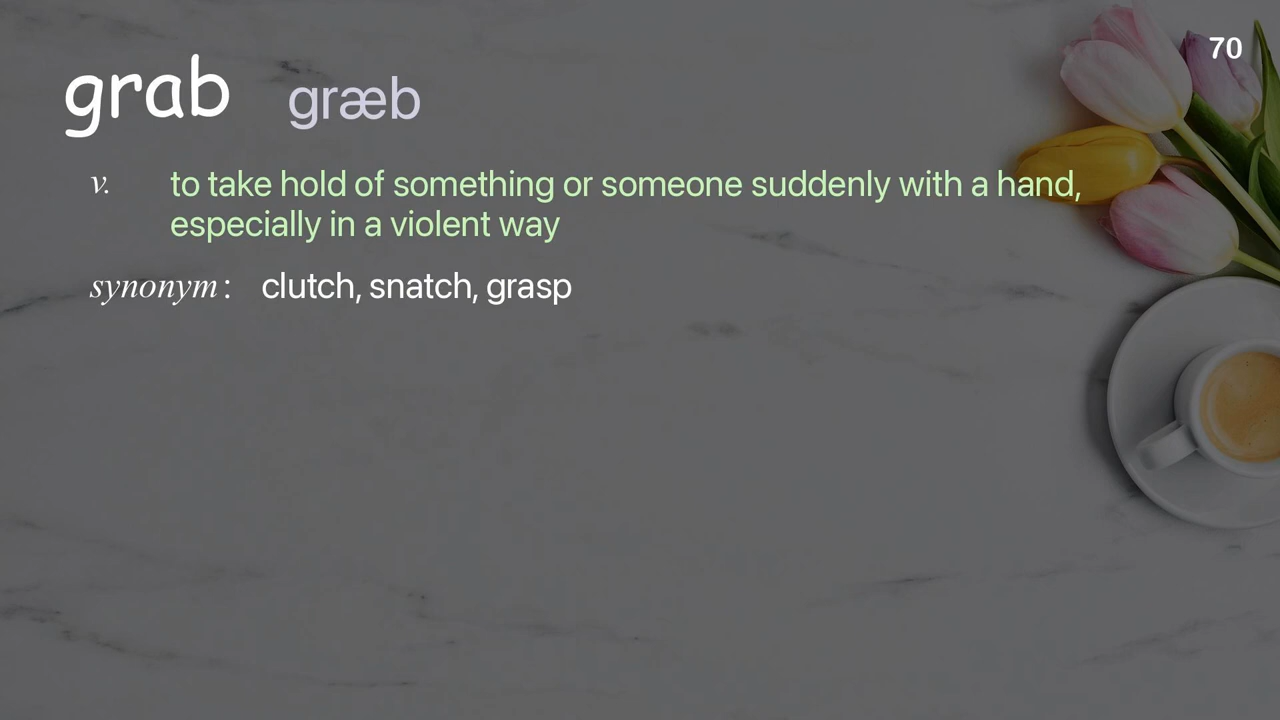 70
grab græb
v. to take hold of something or someone suddenly with a hand,
especially in a violent way
synonym : clutch, snatch, grasp